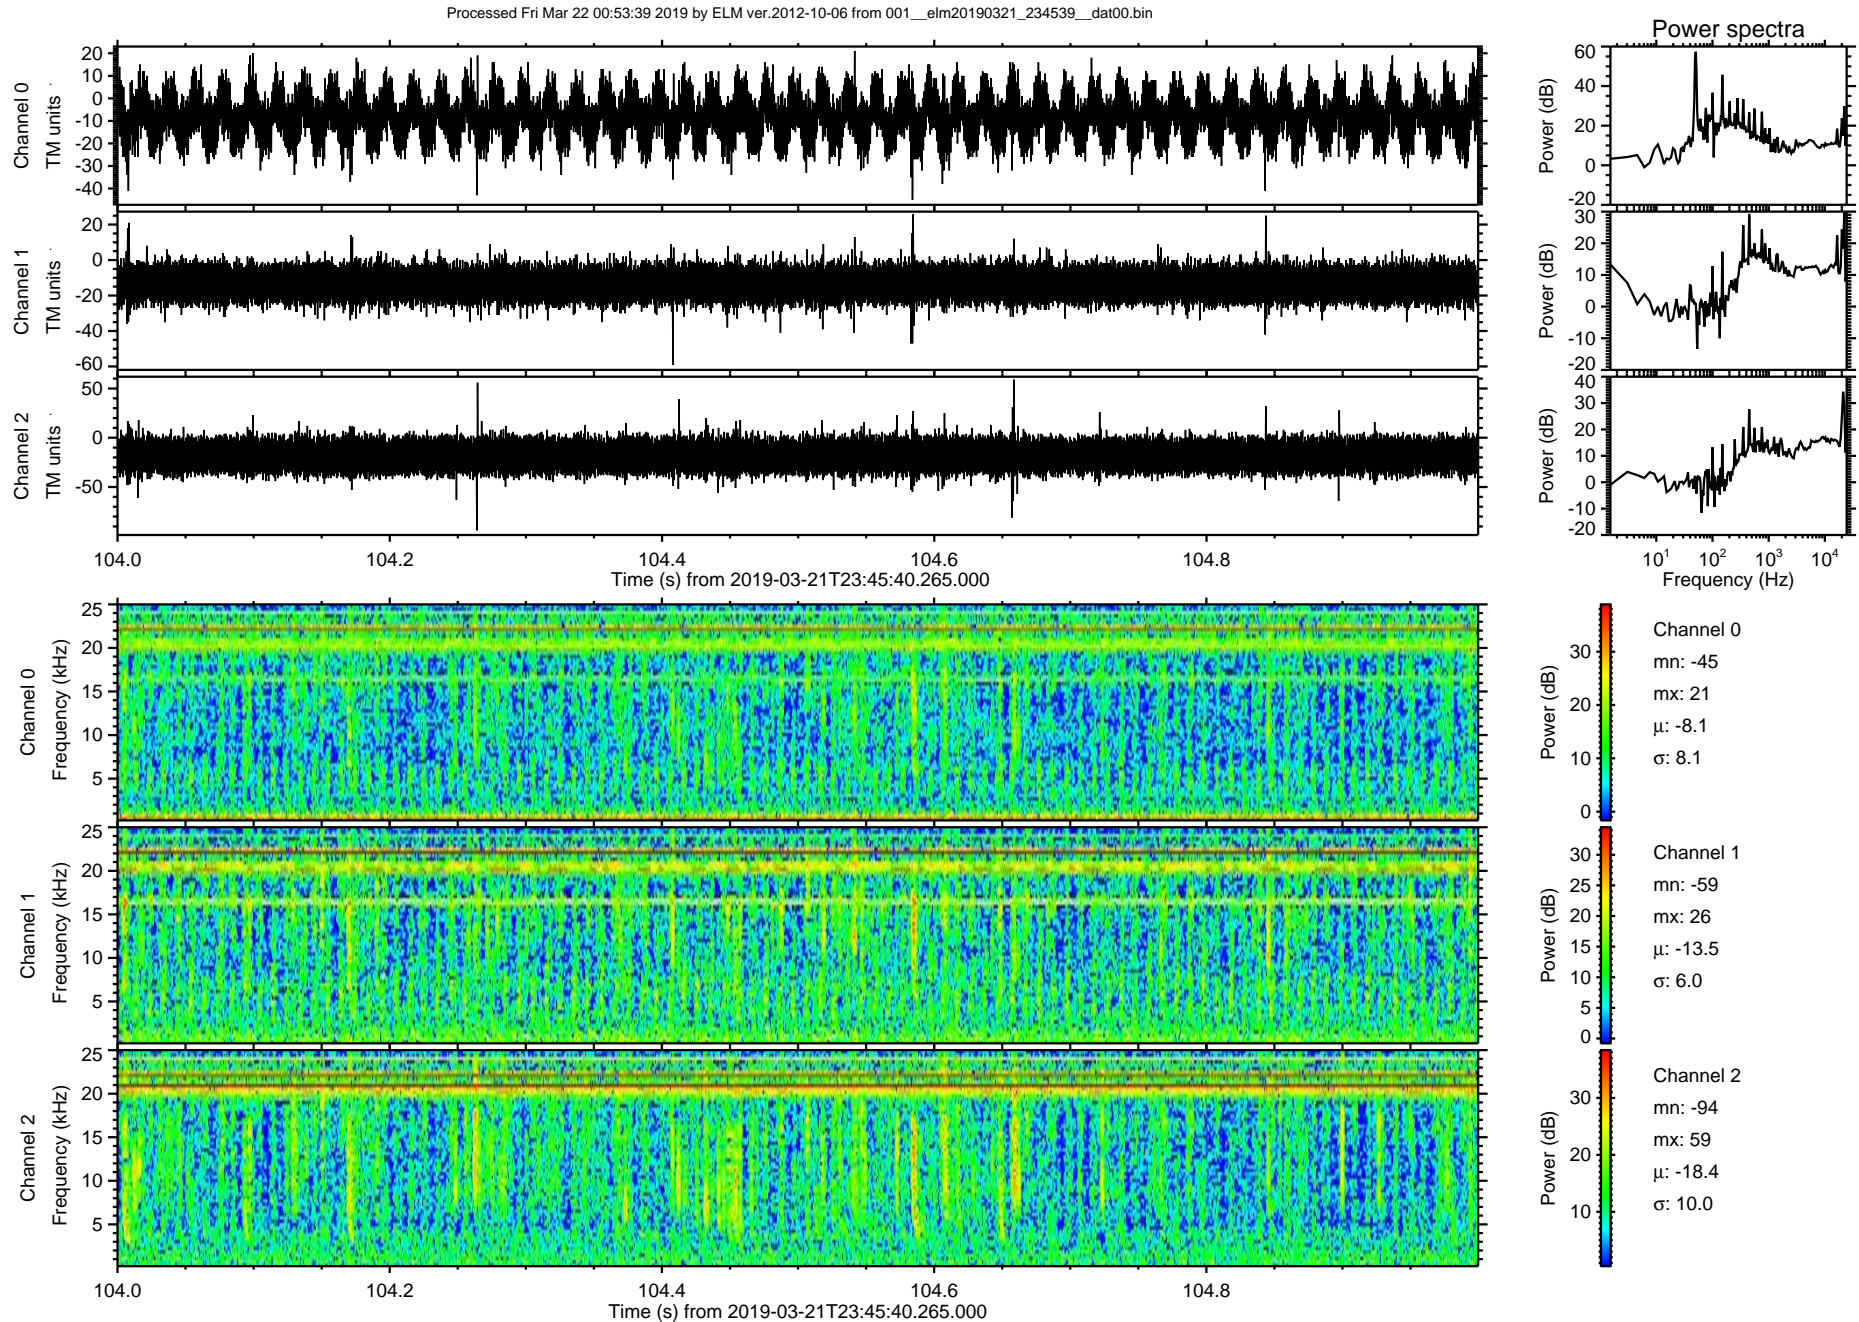 Processed Fri Mar 22 00:53:39 2019 by ELM ver.2012-10-06 from 001__elm20190321_234539__dat00.bin
Power spectra
Channel 0
TM units
20
10
0
-10
-20
-30
-40
Power (dB)
60
40
20
0
-20
Channel 1
TM units
20
0
-20
-40
-60
Power (dB)
30
20
10
0
-10
-20
Channel 2
TM units
50
0
-50
Power (dB)
40
30
20
10
0
-10
-20
104.0 104.2 104.4 104.6 104.8
Time (s) from 2019-03-21T23:45:40.265.000
10^1 10^2 10^3 10^4
Frequency (Hz)
Channel 0
Frequency (kHz)
25
20
15
10
5
Power (dB)
30
20
10
0
Channel 0
mn: -45
mx: 21
μ: -8.1
σ: 8.1
Channel 1
Frequency (kHz)
25
20
15
10
5
Power (dB)
30
25
20
15
10
5
0
Channel 1
mn: -59
mx: 26
μ: -13.5
σ: 6.0
Channel 2
Frequency (kHz)
25
20
15
10
5
Power (dB)
30
20
10
Channel 2
mn: -94
mx: 59
μ: -18.4
σ: 10.0
104.0 104.2 104.4 104.6 104.8
Time (s) from 2019-03-21T23:45:40.265.000